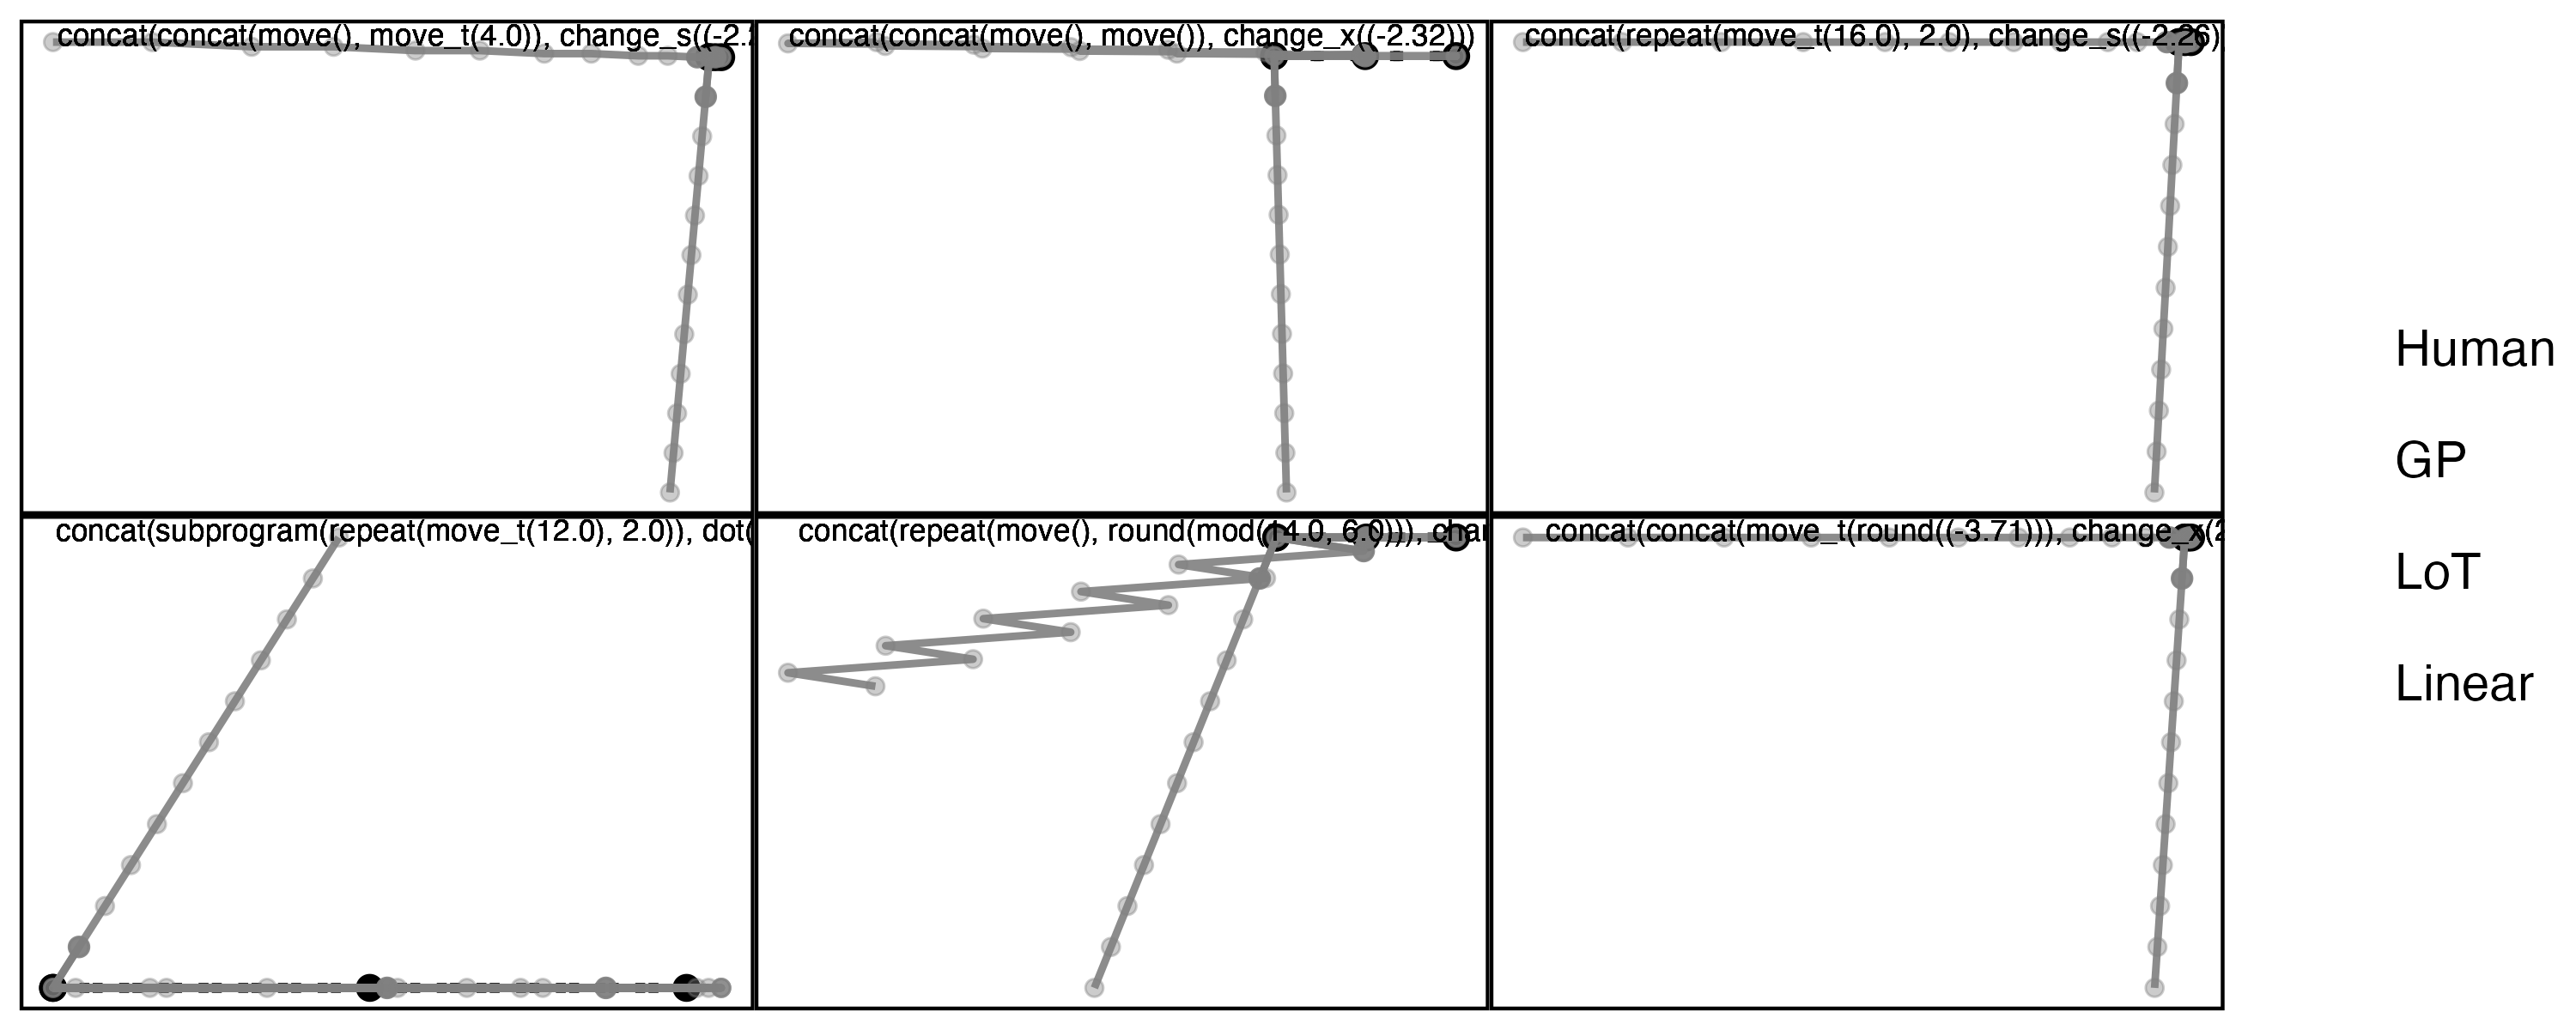 concat(concat(move(), move_t(4.0)), change_s((-2.2
concat(concat(move(), move()), change_x((-2.32)))
concat(repeat(move_t(16.0), 2.0), change_s((-2.26)
concat(subprogram(repeat(move_t(12.0), 2.0)), dot(
concat(repeat(move(), round(mod(14.0, 6.0))), char
concat(concat(move_t(round((-3.71))), change_x(2
Human
GP
LoT
Linear